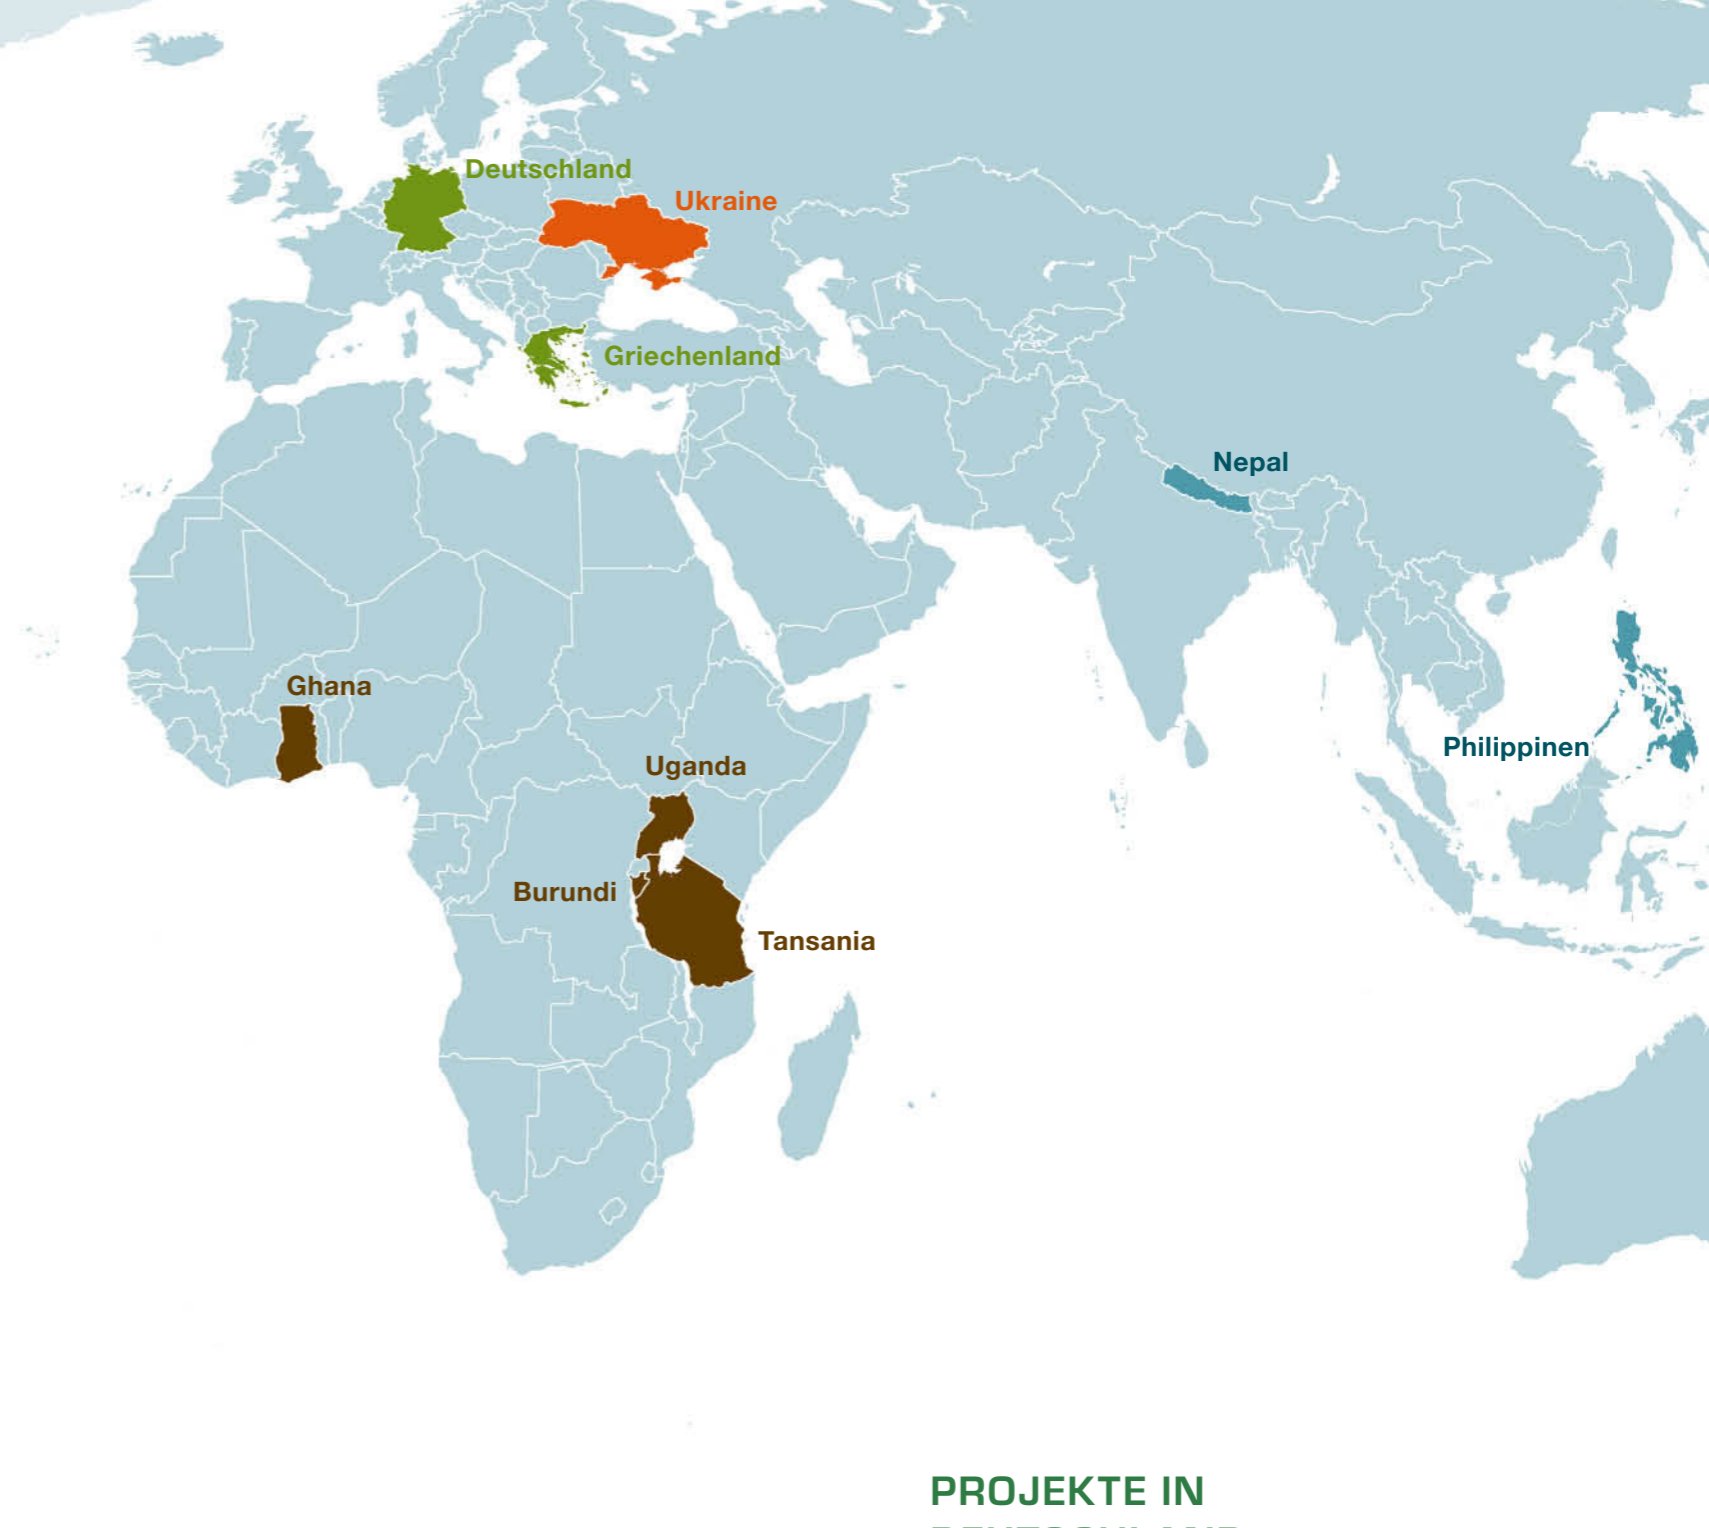 Deutschland
Ukraine
Griechenland
Nepal
Ghana
Philippinen
Uganda
Burundi
Tansania
PROJEKTE IN